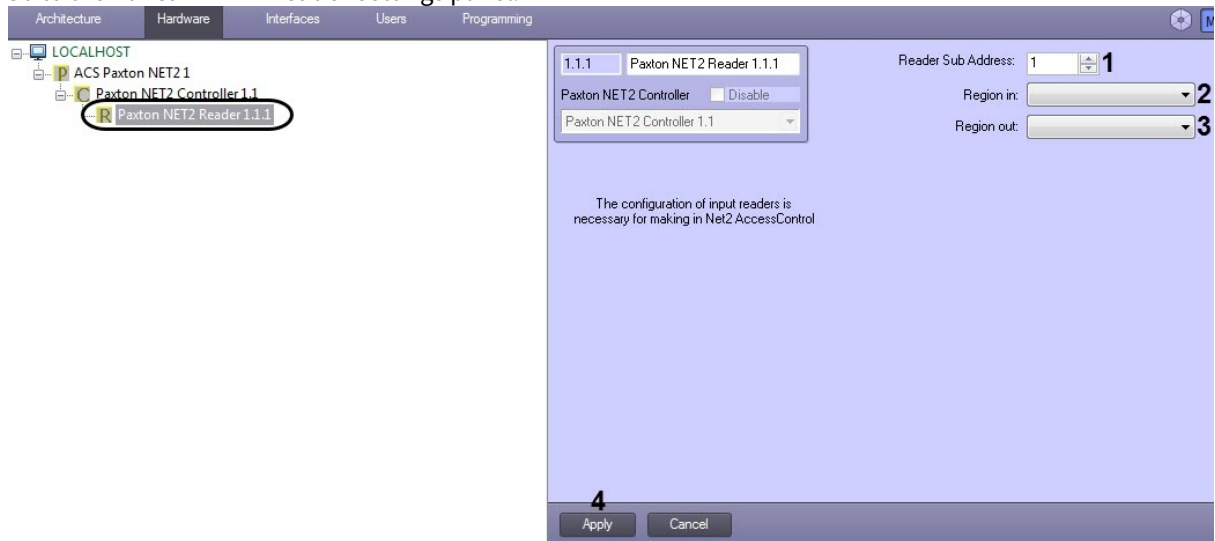 Architecture Hardware Interfaces Users Programming
LOCALHOST
ACS Paxton NET2 1
Paxton NET2 Controller 1.1
Paxton NET2 Reader 1.1.1
1.1.1 Paxton NET2 Reader 1.1.1
Paxton NET2 Controller Disable
Paxton NET2 Controller 1.1
Reader Sub Address: 1 1
Region in: 2
Region out: 3
The configuration of input readers is
necessary for making in Net2 AccessControl
4
Apply Cancel